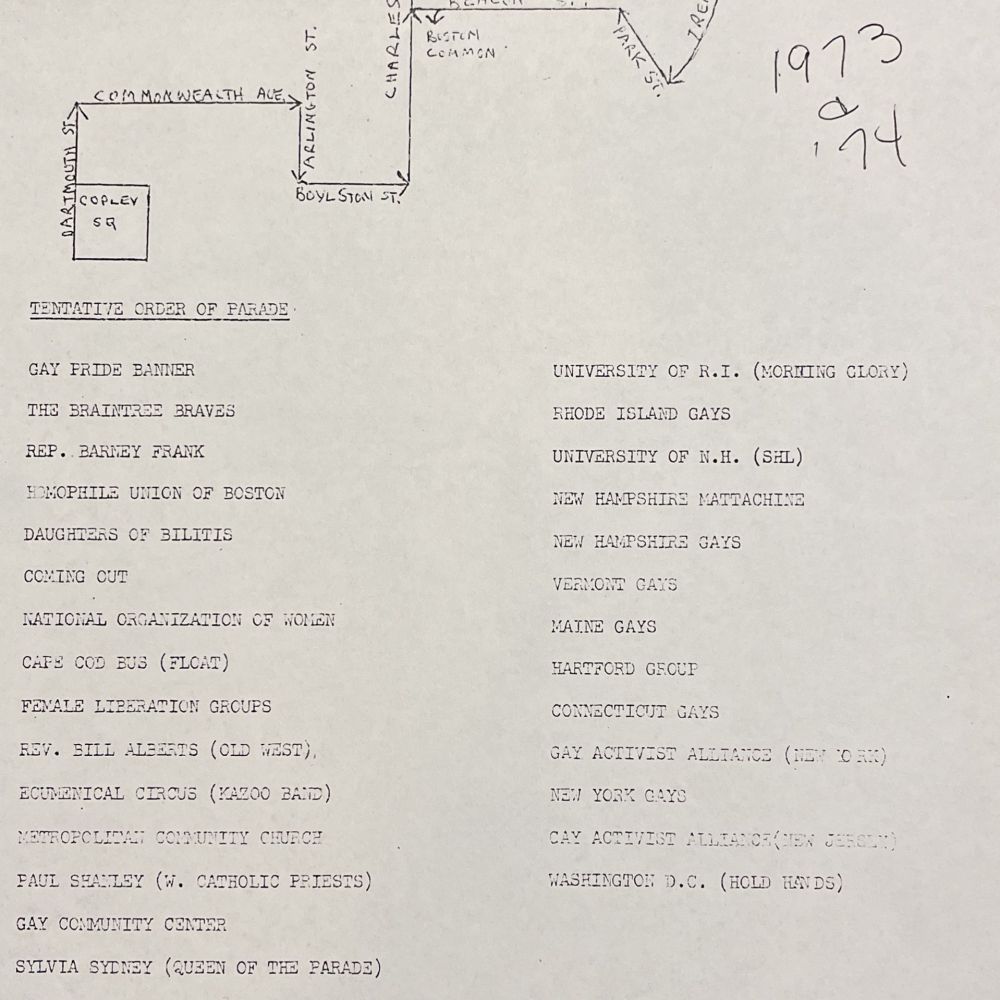 BEACON ST.
CHARLES
BOSTON
COMMON
PARK ST.
1973
a
'74
COMMONWEALTH AVE.
ARLINGTON ST.
DARTMOUTH ST.
COPLEY
SQ
BOYLSTON ST.
TENTATIVE ORDER OF PARADE
GAY PRIDE BANNER
THE BRAINTREE BRAVES
REP. BARNEY FRANK
HOMOPHILE UNION OF BOSTON
DAUGHTERS OF BILITIS
COMING OUT
NATIONAL ORGANIZATION OF WOMEN
CAPE COD BUS (FLOAT)
FEMALE LIBERATION GROUPS
REV. BILL ALBERTS (OLD WEST),
ECUMENICAL CIRCUS (KAZOO BAND)
METROPOLITAN COMMUNITY CHURCH
PAUL SHANLEY (W. CATHOLIC PRIESTS)
GAY COMMUNITY CENTER
SYLVIA SYDNEY (QUEEN OF THE PARADE)
UNIVERSITY OF R.I. (MORNING GLORY)
RHODE ISLAND GAYS
UNIVERSITY OF N.H. (SHL)
NEW HAMPSHIRE MATTACHINE
NEW HAMPSHIRE GAYS
VERMONT GAYS
MAINE GAYS
HARTFORD GROUP
CONNECTICUT GAYS
GAY ACTIVIST ALLIANCE (NEW YORK)
NEW YORK GAYS
GAY ACTIVIST ALLIANCE(NEW JERSEY)
WASHINGTON D.C. (HOLD HANDS)